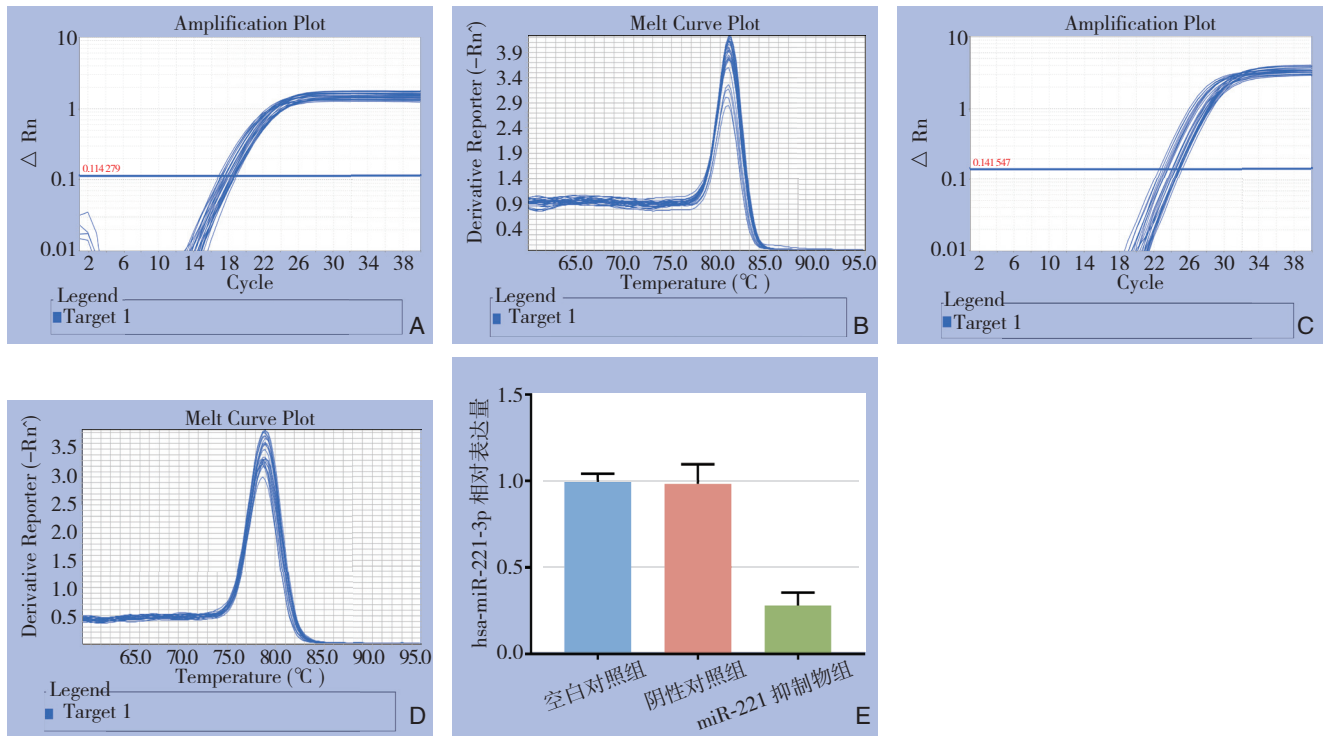 Amplification Plot
10
1
0.1
0.01
△ Rn
0.114 279
2 6 10 14 18 22 26 30 34 38
Cycle
Legend
Target 1
A
Melt Curve Plot
3.9
3.4
2.9
2.4
1.9
1.4
0.9
0.4
Derivative Reporter (-Rn^)
65.0 70.0 75.0 80.0 85.0 90.0 95.0
Temperature (℃)
Legend
Target 1
B
Amplification Plot
10
1
0.1
0.01
△ Rn
0.141 547
2 6 10 14 18 22 26 30 34 38
Cycle
Legend
Target 1
C
Melt Curve Plot
3.5
3.0
2.5
2.0
1.5
1.0
0.5
Derivative Reporter (-Rn^)
65.0 70.0 75.0 80.0 85.0 90.0 95.0
Temperature (℃)
Legend
Target 1
D
1.5
1.0
0.5
0.0
hsa-miR-221-3p 相对表达量
空白对照组
阴性对照组
miR-221 抑制物组
E